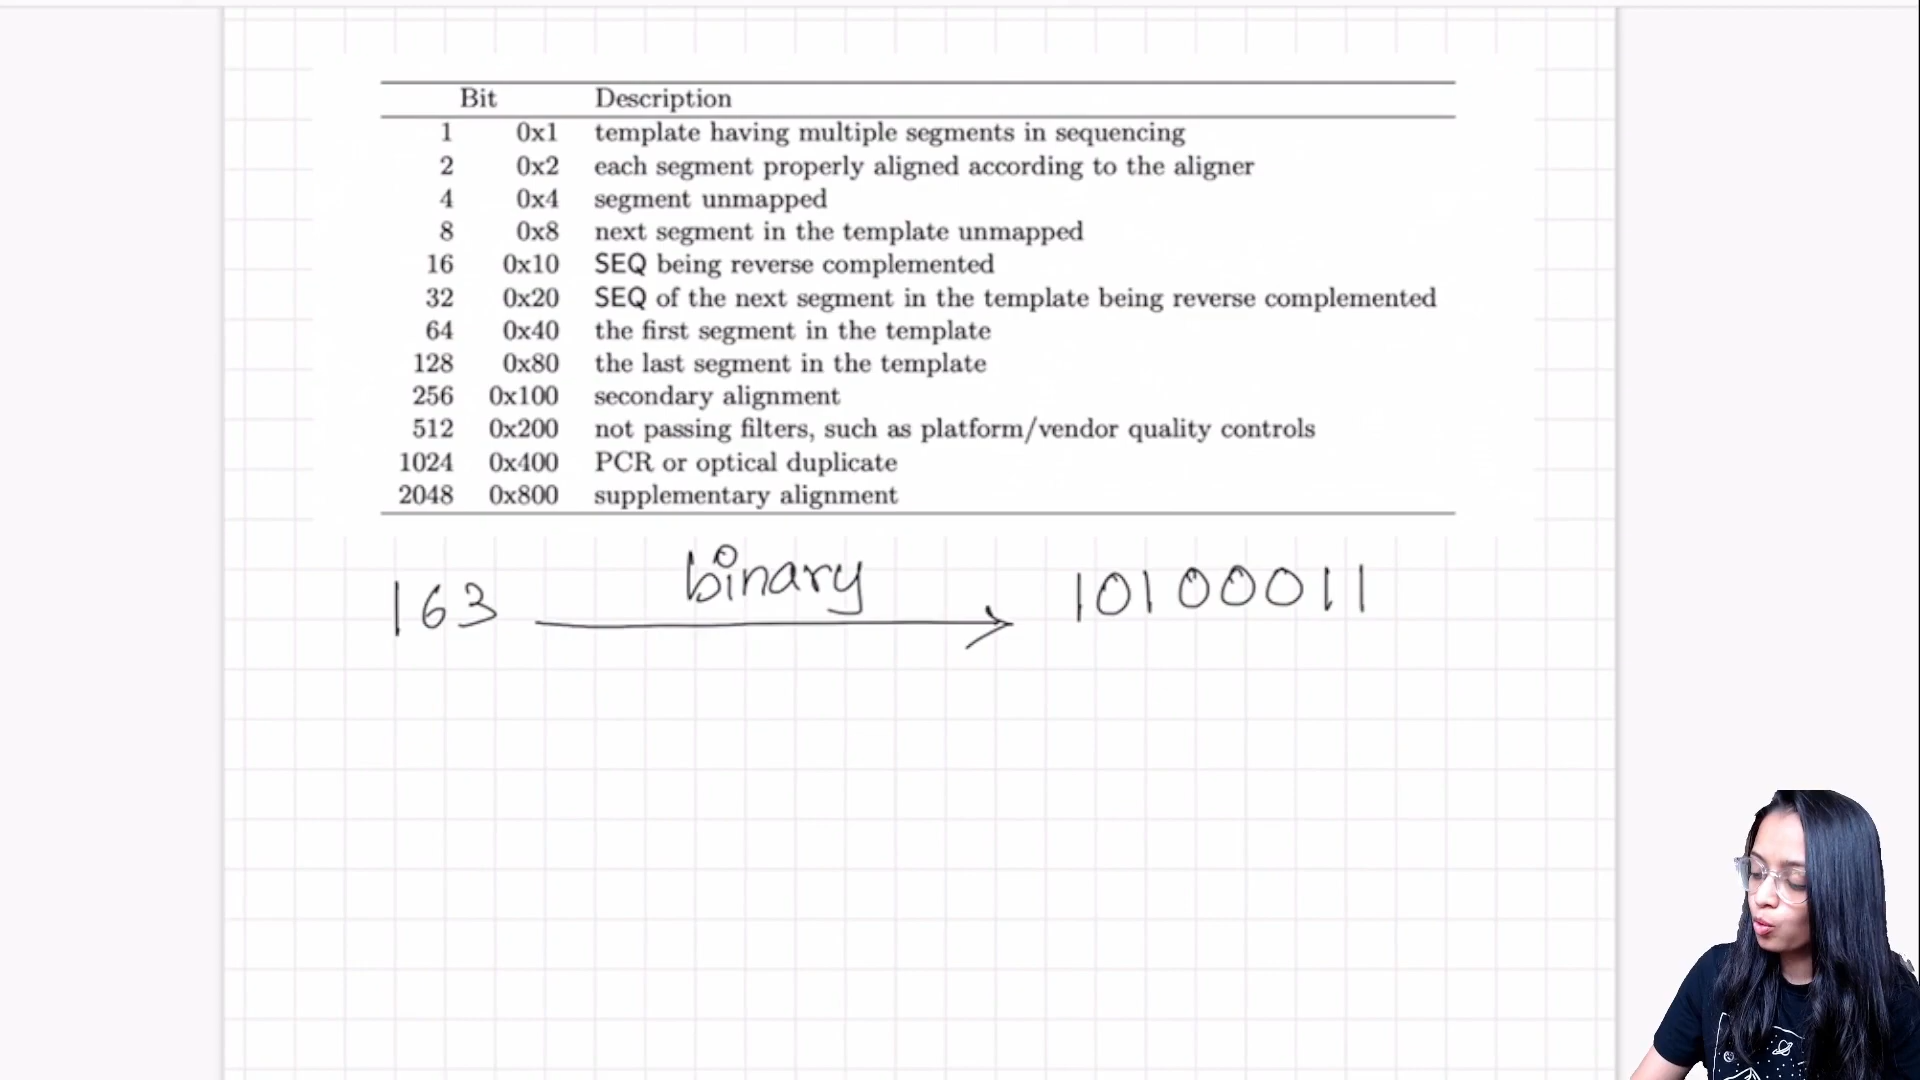 Bit Description
1 0x1 template having multiple segments in sequencing
2 0x2 each segment properly aligned according to the aligner
4 0x4 segment unmapped
8 0x8 next segment in the template unmapped
16 0x10 SEQ being reverse complemented
32 0x20 SEQ of the next segment in the template being reverse complemented
64 0x40 the first segment in the template
128 0x80 the last segment in the template
256 0x100 secondary alignment
512 0x200 not passing filters, such as platform/vendor quality controls
1024 0x400 PCR or optical duplicate
2048 0x800 supplementary alignment
163 binary 10100011